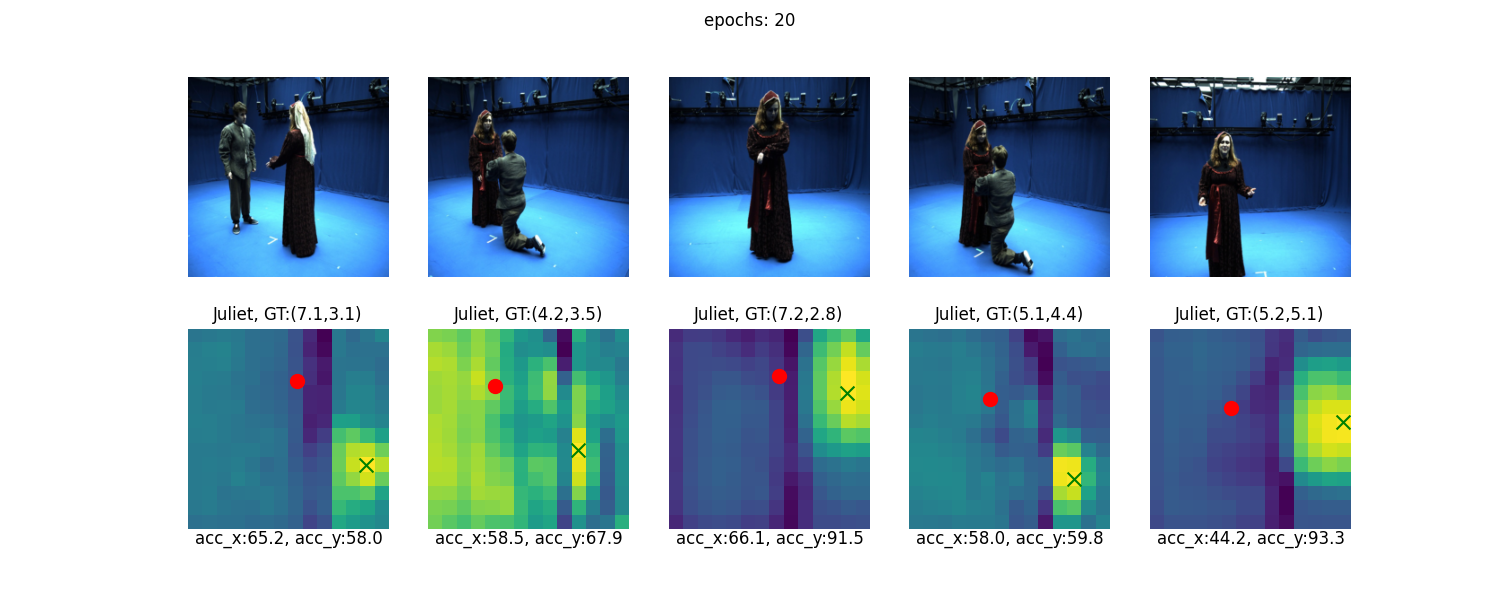 epochs: 20
Juliet, GT:(7.1,3.1)
Juliet, GT:(4.2,3.5)
Juliet, GT:(7.2,2.8)
Juliet, GT:(5.1,4.4)
Juliet, GT:(5.2,5.1)
acc_x:65.2, acc_y:58.0
acc_x:58.5, acc_y:67.9
acc_x:66.1, acc_y:91.5
acc_x:58.0, acc_y:59.8
acc_x:44.2, acc_y:93.3